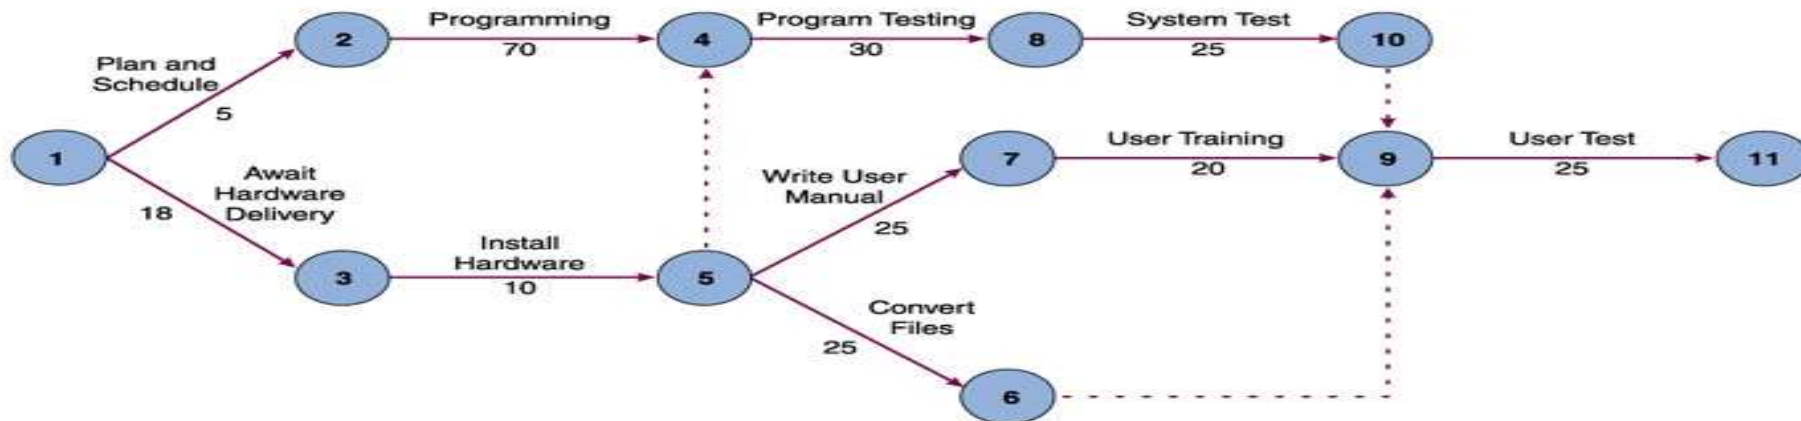 Programming
Program Testing
System Test
2
4
8
10
70
30
25
Plan and
Schedule
5
1
7
User Training
9
User Test
11
20
25
Await
Hardware
Delivery
18
Write User
Manual
25
Install
Hardware
3
5
10
Convert
Files
25
6